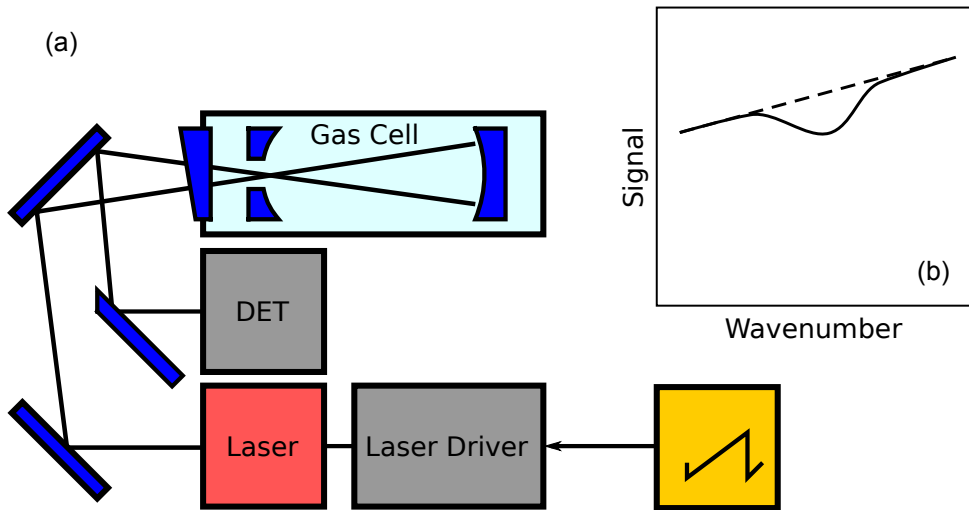 (a)
Gas Cell
DET
Laser
Laser Driver
Signal
(b)
Wavenumber